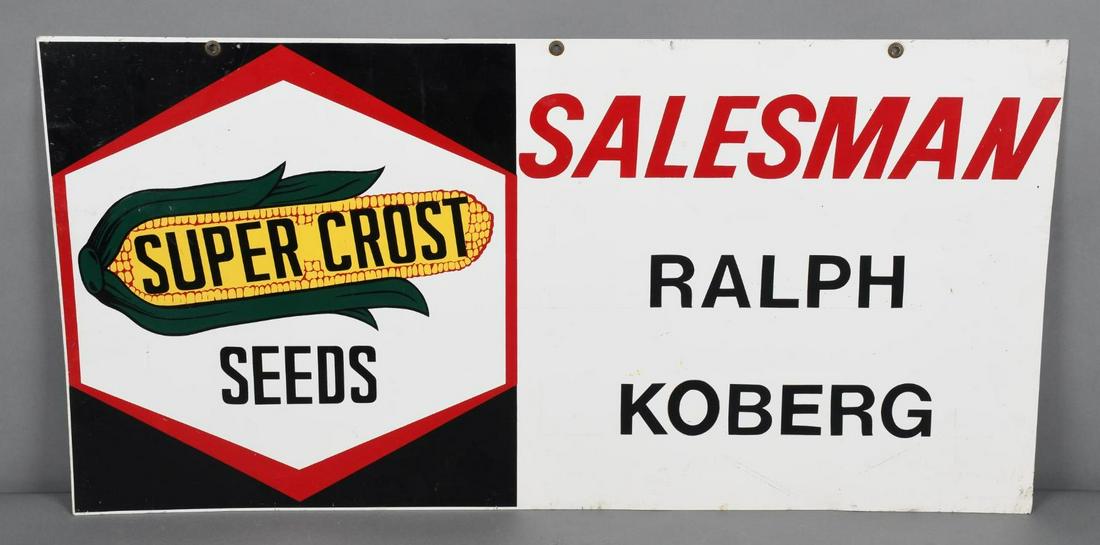 SUPER CROST
SEEDS
SALESMAN
RALPH
KOBERG